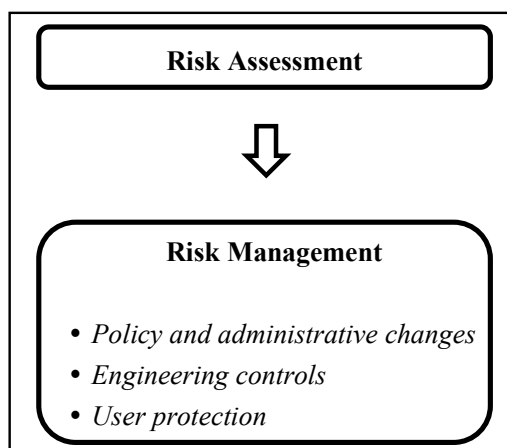 Risk Assessment
Risk Management
• Policy and administrative changes
• Engineering controls
• User protection